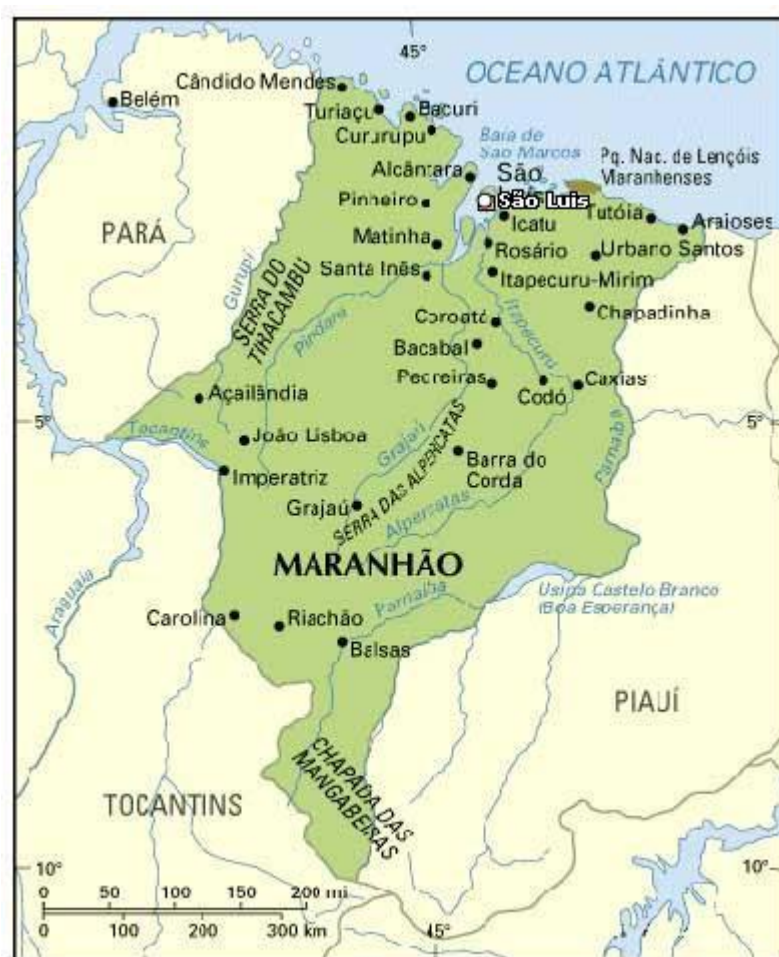 45°
OCEANO ATLÂNTICO
Cândido Mendes
Belém
Turiaçu
Bacuri
Cururupu
Baía de
São Marcos
Alcântara
São
Pq. Nac. de Lençóis
Maranhenses
São Luis
Pinheiro
Icatu
Tutóia
Araioses
PARÁ
Matinha
Rosário
Urbano Santos
Gurupi
SERRA DO
TIRACAMBÚ
Santa Inês
Itapecuru-Mirim
Pindaré
Itapecuru
Coroatá
Chapadinha
Bacabal
Pedreiras
Codó
Caxias
Açailândia
5°
5°
Tocantins
João Lisboa
Grajaú
Parnaíba
Imperatriz
SERRA DAS ALPERCATAS
Barra do
Corda
Grajaú
Alpercatas
MARANHÃO
Araguaia
Usina Castelo Branco
(Boa Esperança)
Parnaíba
Carolina
Riachão
Balsas
PIAUÍ
CHAPADA DAS
MANGABEIRAS
TOCANTINS
10°
10°
0 50 100 150 200 mi
0 100 200 300 km
45°